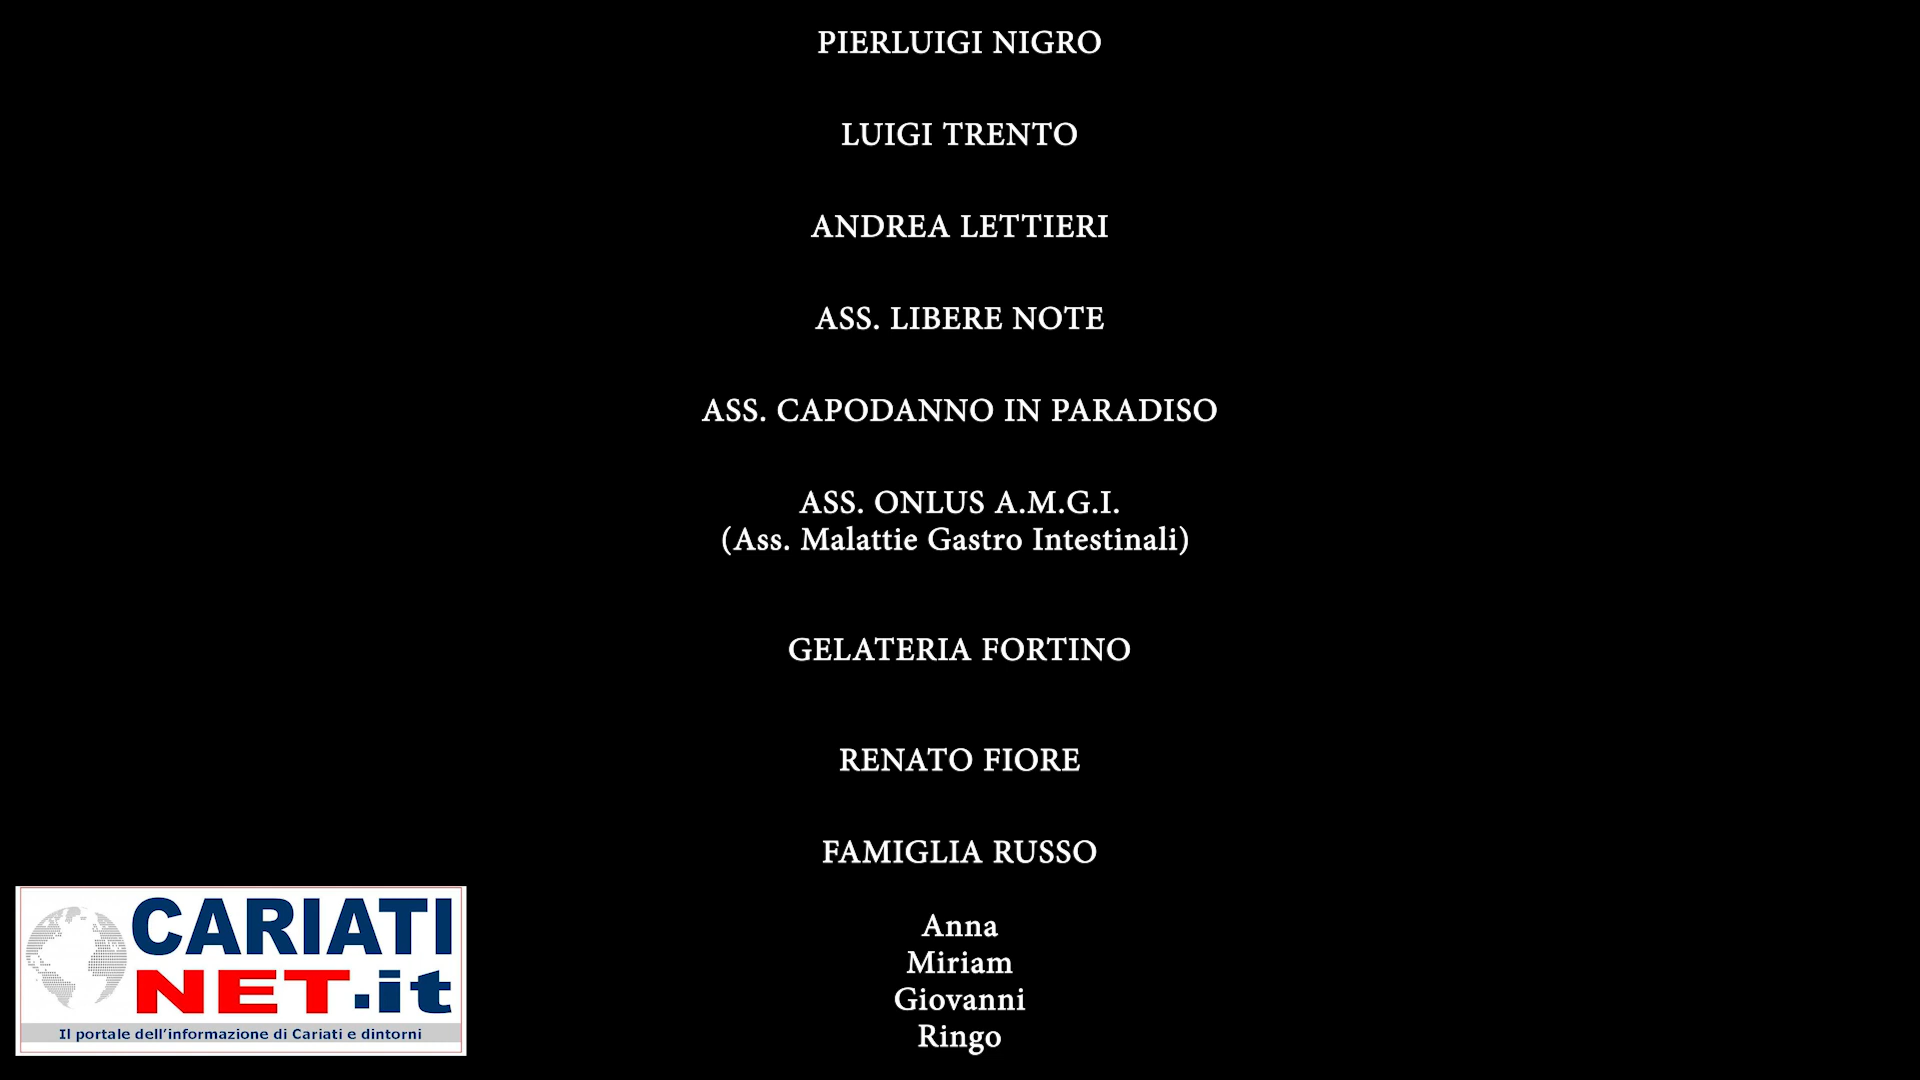 PIERLUIGI NIGRO
LUIGI TRENTO
ANDREA LETTIERI
ASS. LIBERE NOTE
ASS. CAPODANNO IN PARADISO
ASS. ONLUS A.M.G.I.
(Ass. Malattie Gastro Intestinali)
GELATERIA FORTINO
RENATO FIORE
FAMIGLIA RUSSO
Anna
Miriam
Giovanni
Ringo
CARIATI
NET.it
Il portale dell'informazione di Cariati e dintorni